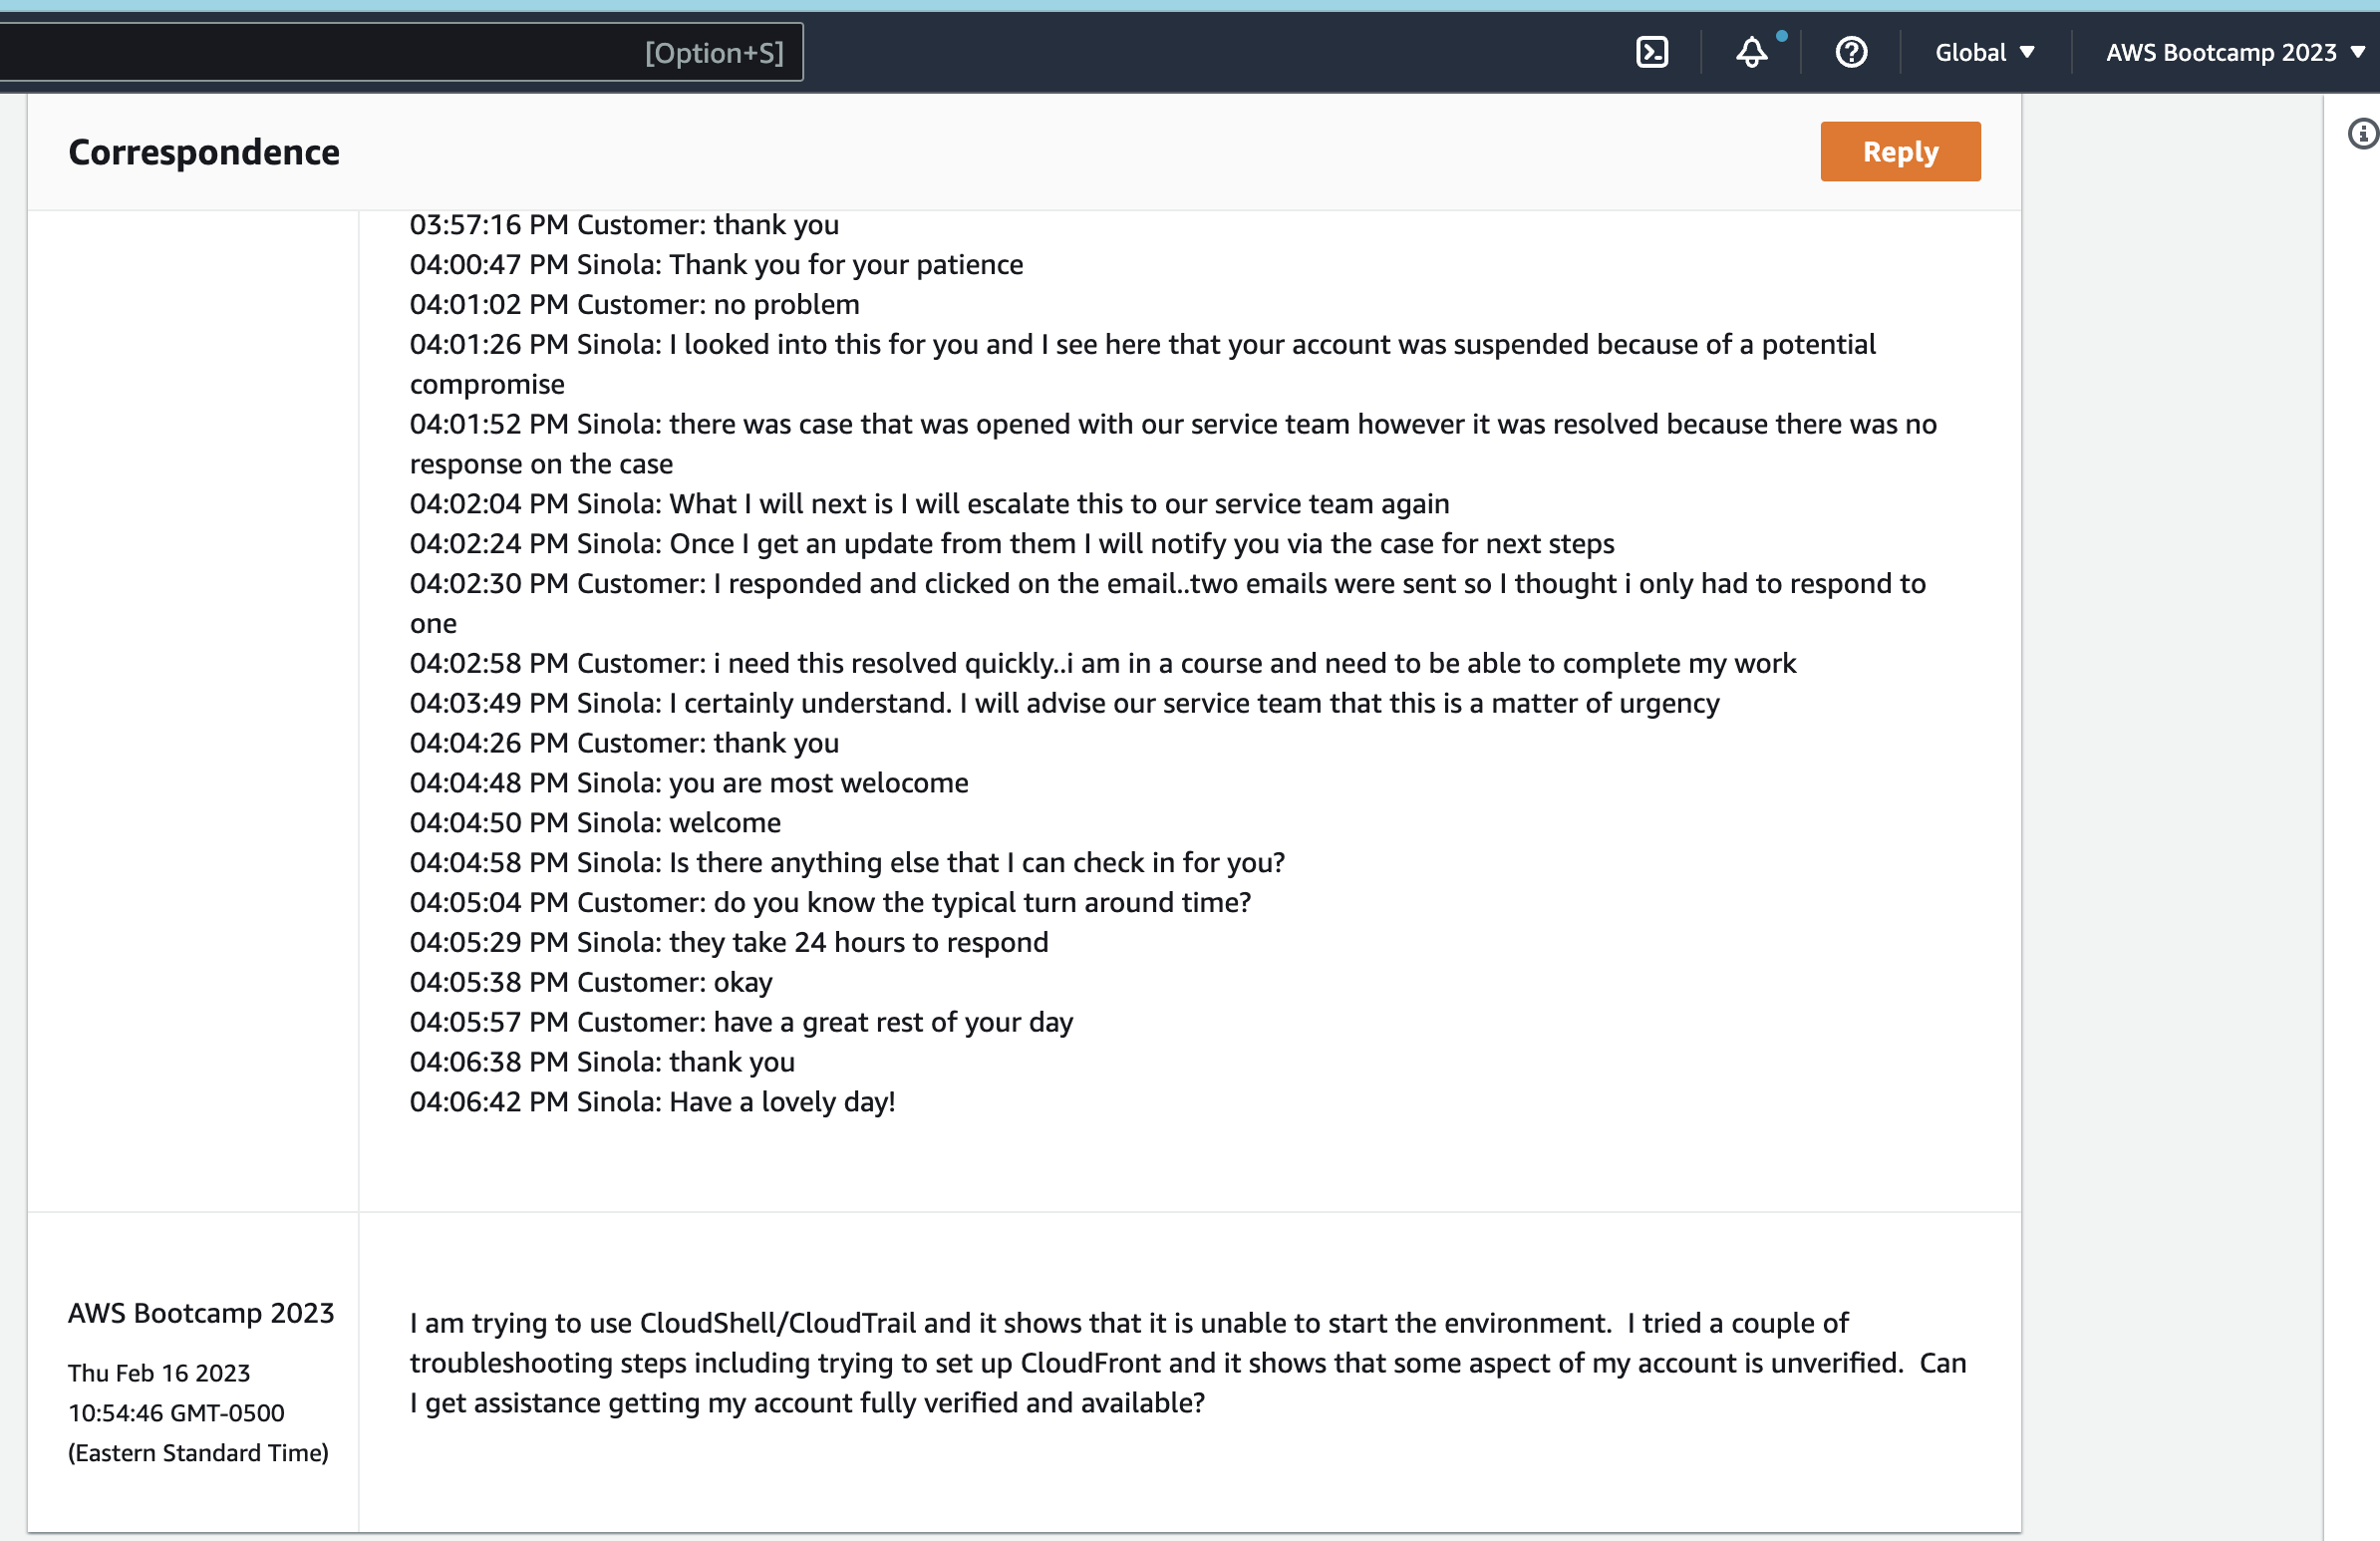 [Option+S]
Global
AWS Bootcamp 2023
Correspondence
Reply
03:57:16 PM Customer: thank you
04:00:47 PM Sinola: Thank you for your patience
04:01:02 PM Customer: no problem
04:01:26 PM Sinola: I looked into this for you and I see here that your account was suspended because of a potential
compromise
04:01:52 PM Sinola: there was case that was opened with our service team however it was resolved because there was no
response on the case
04:02:04 PM Sinola: What I will next is I will escalate this to our service team again
04:02:24 PM Sinola: Once I get an update from them I will notify you via the case for next steps
04:02:30 PM Customer: I responded and clicked on the email..two emails were sent so I thought i only had to respond to
one
04:02:58 PM Customer: i need this resolved quickly..i am in a course and need to be able to complete my work
04:03:49 PM Sinola: I certainly understand. I will advise our service team that this is a matter of urgency
04:04:26 PM Customer: thank you
04:04:48 PM Sinola: you are most welocome
04:04:50 PM Sinola: welcome
04:04:58 PM Sinola: Is there anything else that I can check in for you?
04:05:04 PM Customer: do you know the typical turn around time?
04:05:29 PM Sinola: they take 24 hours to respond
04:05:38 PM Customer: okay
04:05:57 PM Customer: have a great rest of your day
04:06:38 PM Sinola: thank you
04:06:42 PM Sinola: Have a lovely day!
AWS Bootcamp 2023
Thu Feb 16 2023
10:54:46 GMT-0500
(Eastern Standard Time)
I am trying to use CloudShell/CloudTrail and it shows that it is unable to start the environment.  I tried a couple of
troubleshooting steps including trying to set up CloudFront and it shows that some aspect of my account is unverified.  Can
I get assistance getting my account fully verified and available?